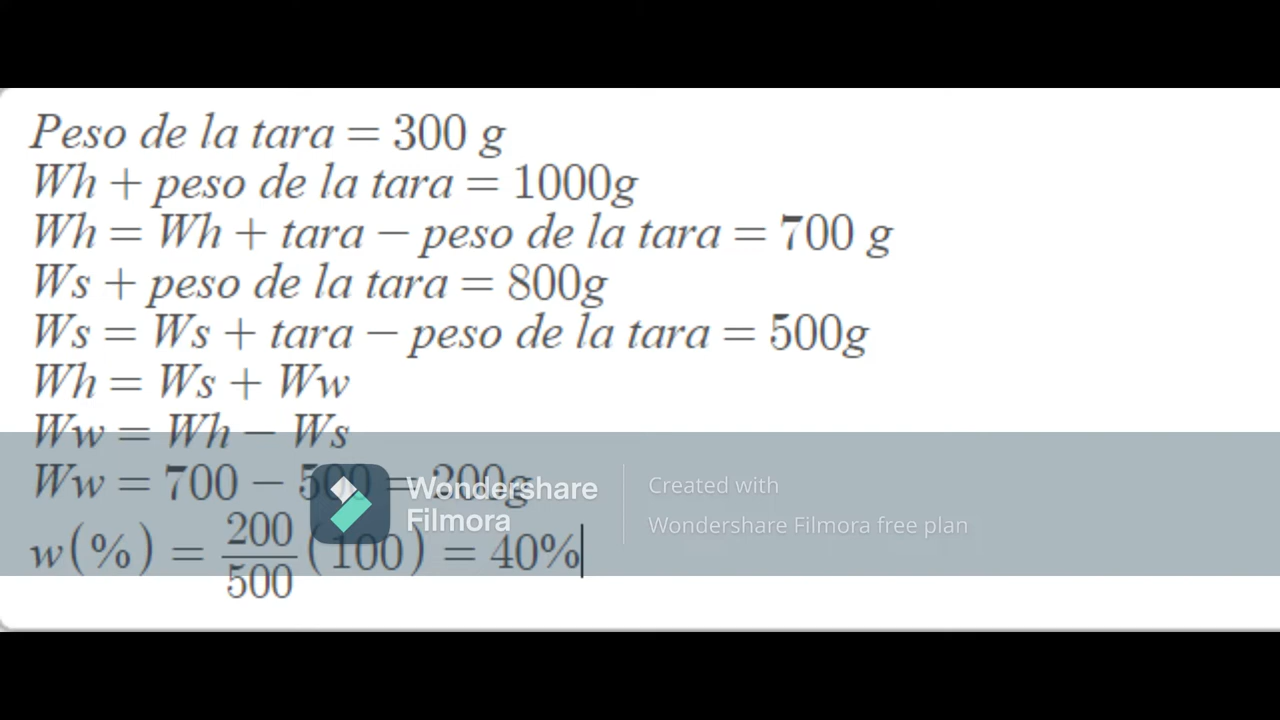 Peso de la tara = 300 g
Wh + peso de la tara = 1000g
Wh = Wh + tara − peso de la tara = 700 g
Ws + peso de la tara = 800g
Ws = Ws + tara − peso de la tara = 500g
Wh = Ws + Ww
Ww = Wh − Ws
Ww = 700 − 500 = 200g
w(%) = 200/500 (100) = 40%
Wondershare
Filmora
Created with
Wondershare Filmora free plan